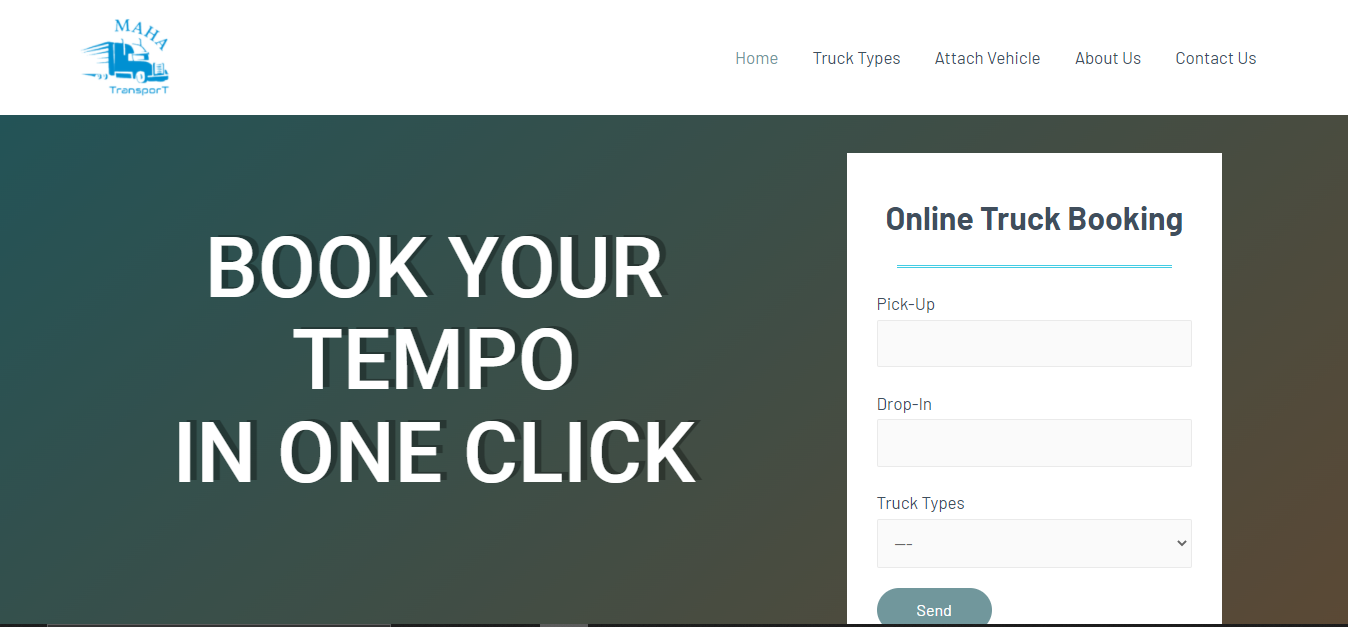 MAHA
TransporT
Home
Truck Types
Attach Vehicle
About Us
Contact Us
BOOK YOUR
TEMPO
IN ONE CLICK
Online Truck Booking
Pick-Up
Drop-In
Truck Types
---
Send